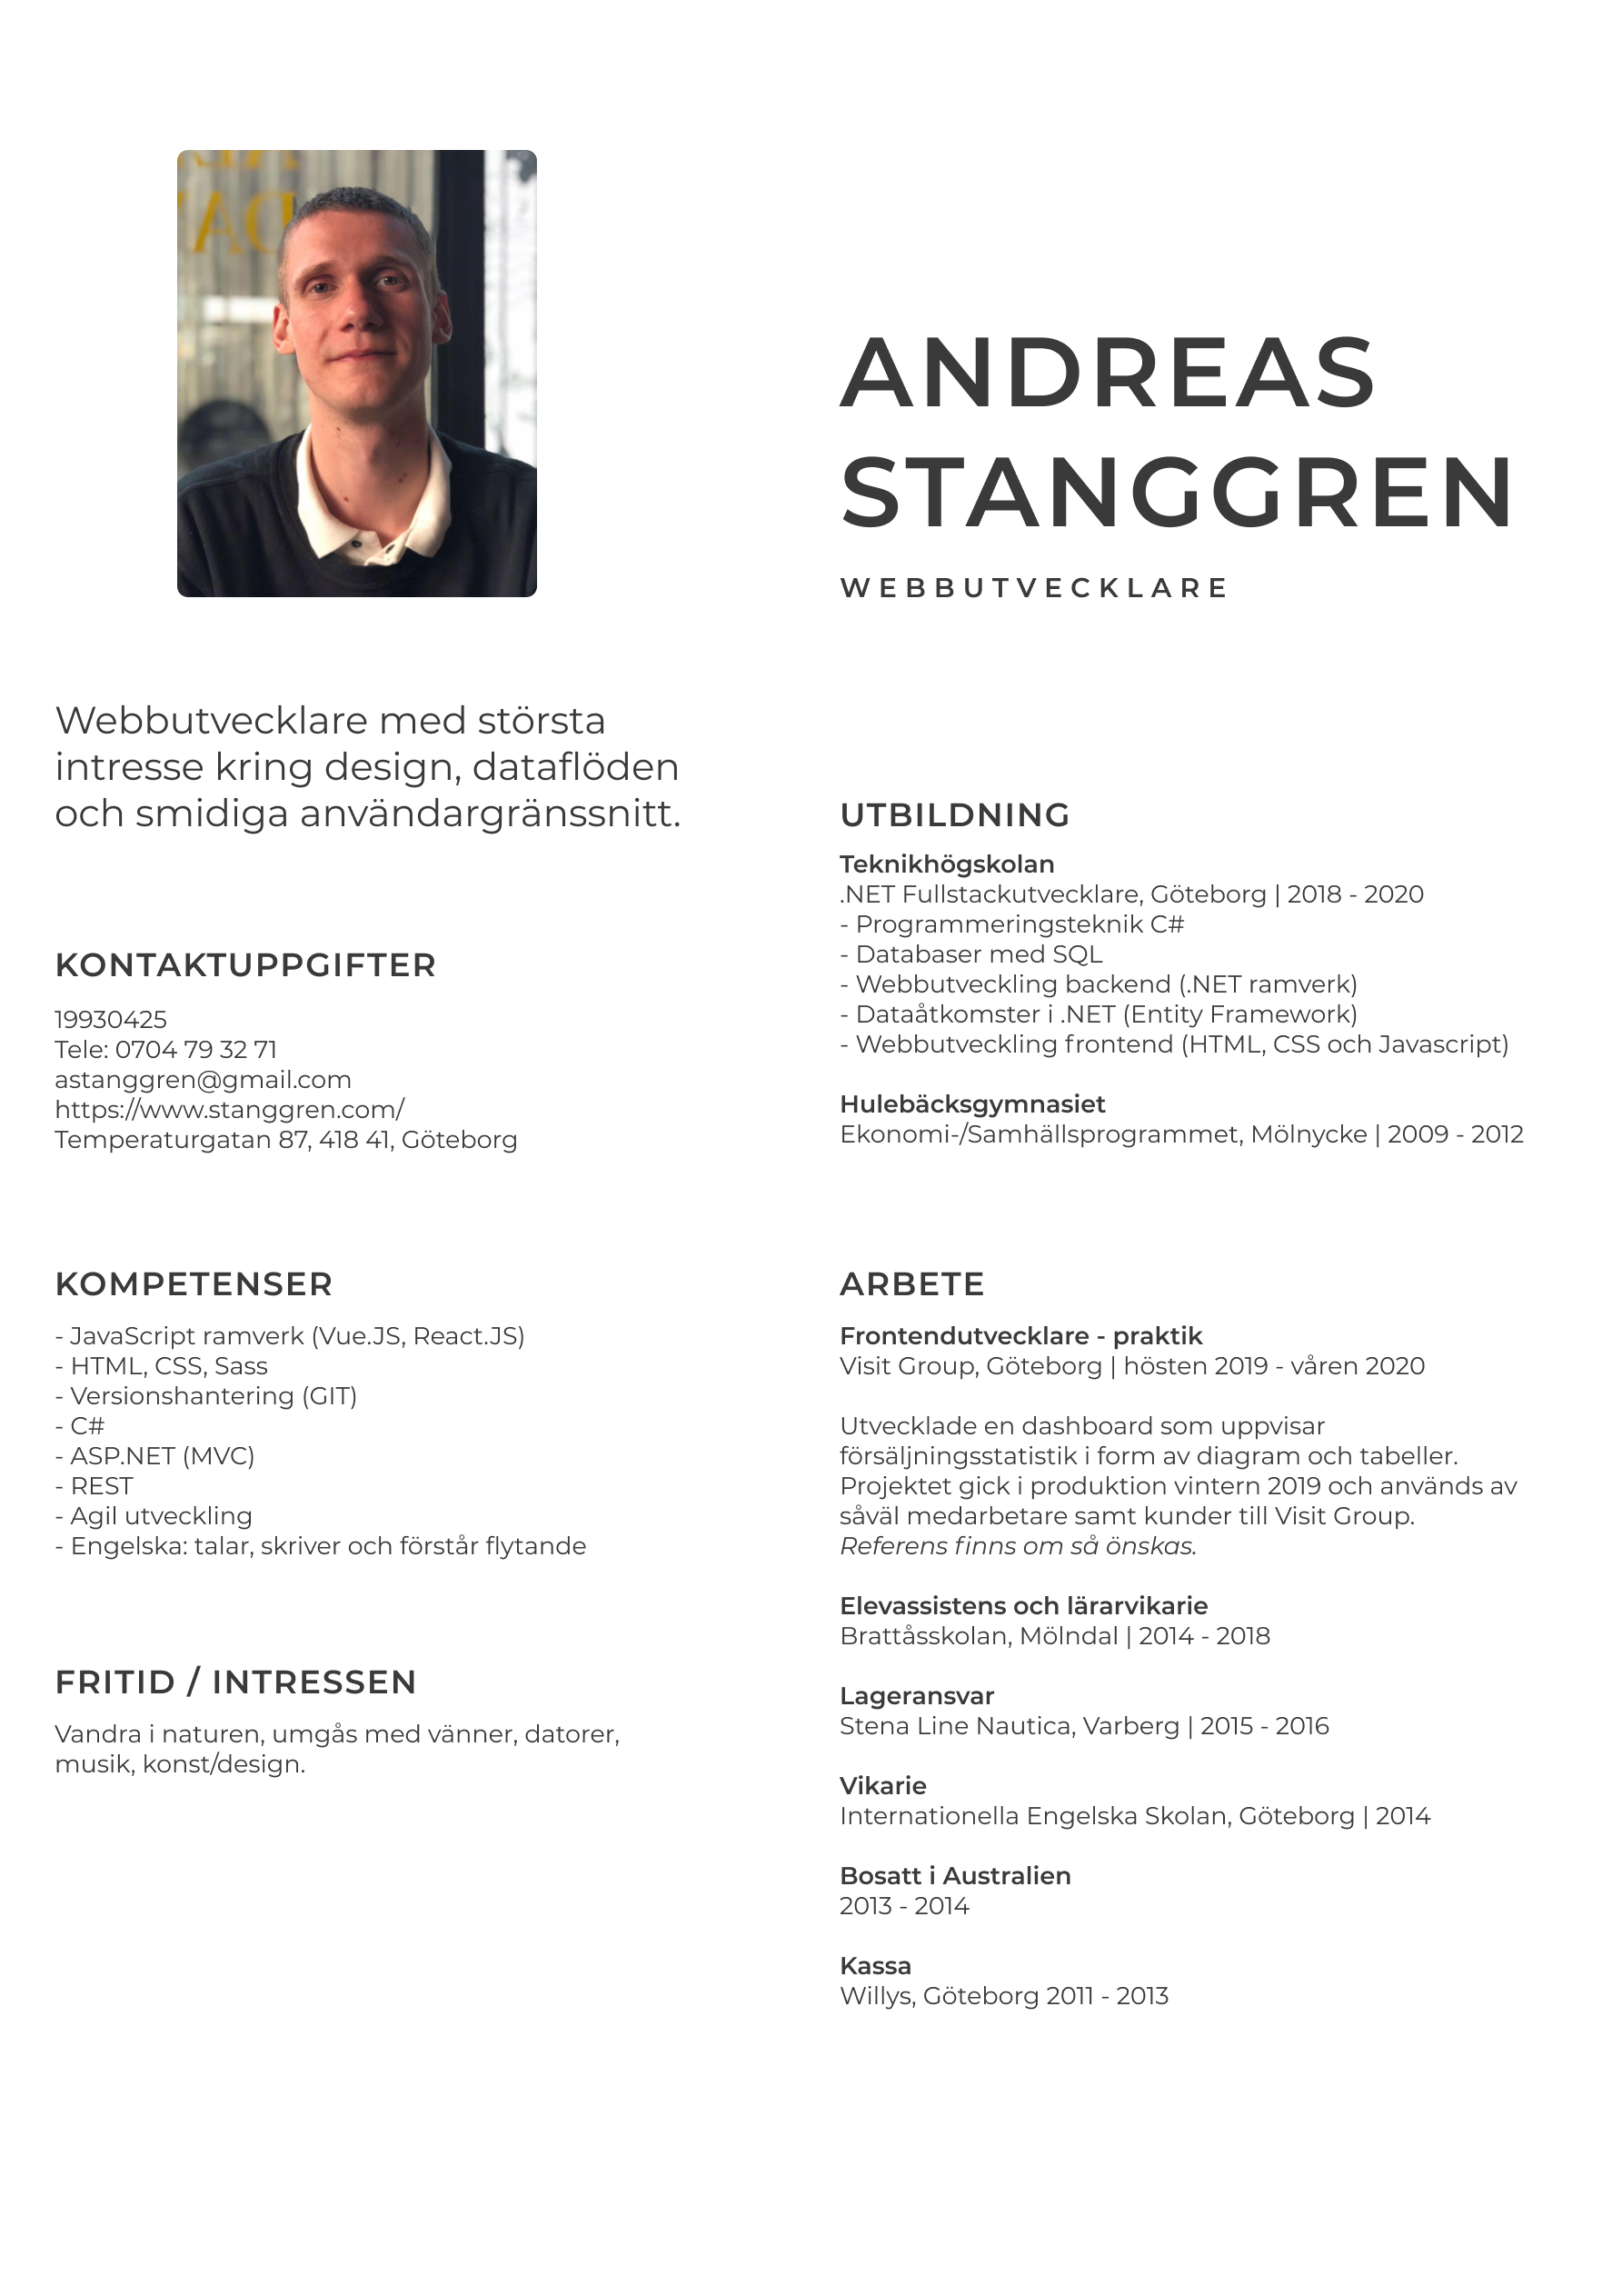 ANDREAS
STANGGREN
WEBBUTVECKLARE
Webbutvecklare med största
intresse kring design, dataflöden
och smidiga användargränssnitt.
KONTAKTUPPGIFTER
19930425
Tele: 0704 79 32 71
astanggren@gmail.com
https://www.stanggren.com/
Temperaturgatan 87, 418 41, Göteborg
KOMPETENSER
- JavaScript ramverk (Vue.JS, React.JS)
- HTML, CSS, Sass
- Versionshantering (GIT)
- C#
- ASP.NET (MVC)
- REST
- Agil utveckling
- Engelska: talar, skriver och förstår flytande
FRITID / INTRESSEN
Vandra i naturen, umgås med vänner, datorer,
musik, konst/design.
UTBILDNING
Teknikhögskolan
.NET Fullstackutvecklare, Göteborg | 2018 - 2020
- Programmeringsteknik C#
- Databaser med SQL
- Webbutveckling backend (.NET ramverk)
- Dataåtkomster i .NET (Entity Framework)
- Webbutveckling frontend (HTML, CSS och Javascript)
Hulebäcksgymnasiet
Ekonomi-/Samhällsprogrammet, Mölnycke | 2009 - 2012
ARBETE
Frontendutvecklare - praktik
Visit Group, Göteborg | hösten 2019 - våren 2020
Utvecklade en dashboard som uppvisar
försäljningsstatistik i form av diagram och tabeller.
Projektet gick i produktion vintern 2019 och används av
såväl medarbetare samt kunder till Visit Group.
Referens finns om så önskas.
Elevassistens och lärarvikarie
Brattåsskolan, Mölndal | 2014 - 2018
Lageransvar
Stena Line Nautica, Varberg | 2015 - 2016
Vikarie
Internationella Engelska Skolan, Göteborg | 2014
Bosatt i Australien
2013 - 2014
Kassa
Willys, Göteborg 2011 - 2013